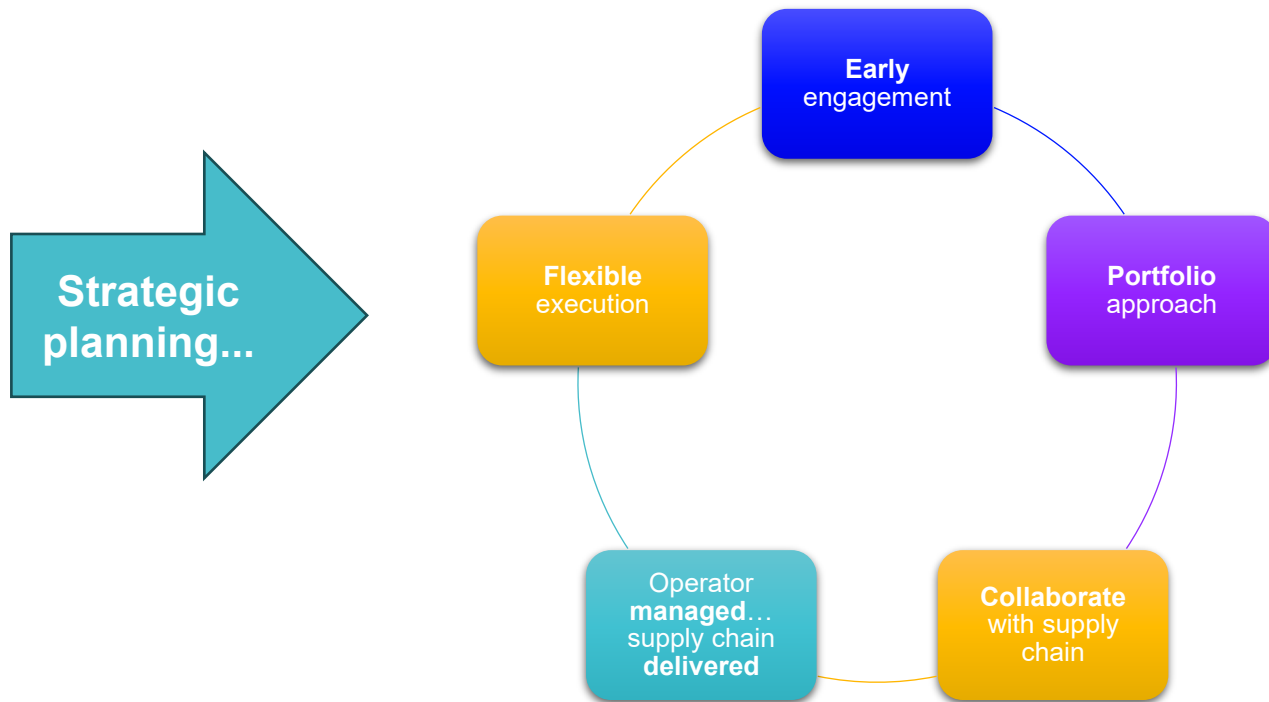 Strategic
planning...
Early
engagement
Portfolio
approach
Collaborate
with supply
chain
Operator
managed…
supply chain
delivered
Flexible
execution